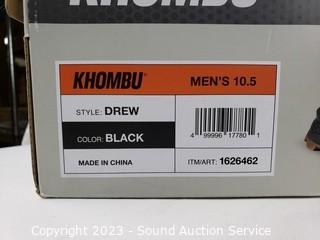 KHOMBU
KHOMBU® MEN'S 10.5
STYLE: DREW
COLOR: BLACK
4 99996 17780 1
MADE IN CHINA ITM/ART: 1626462
Copyright 2023 - Sound Auction Service